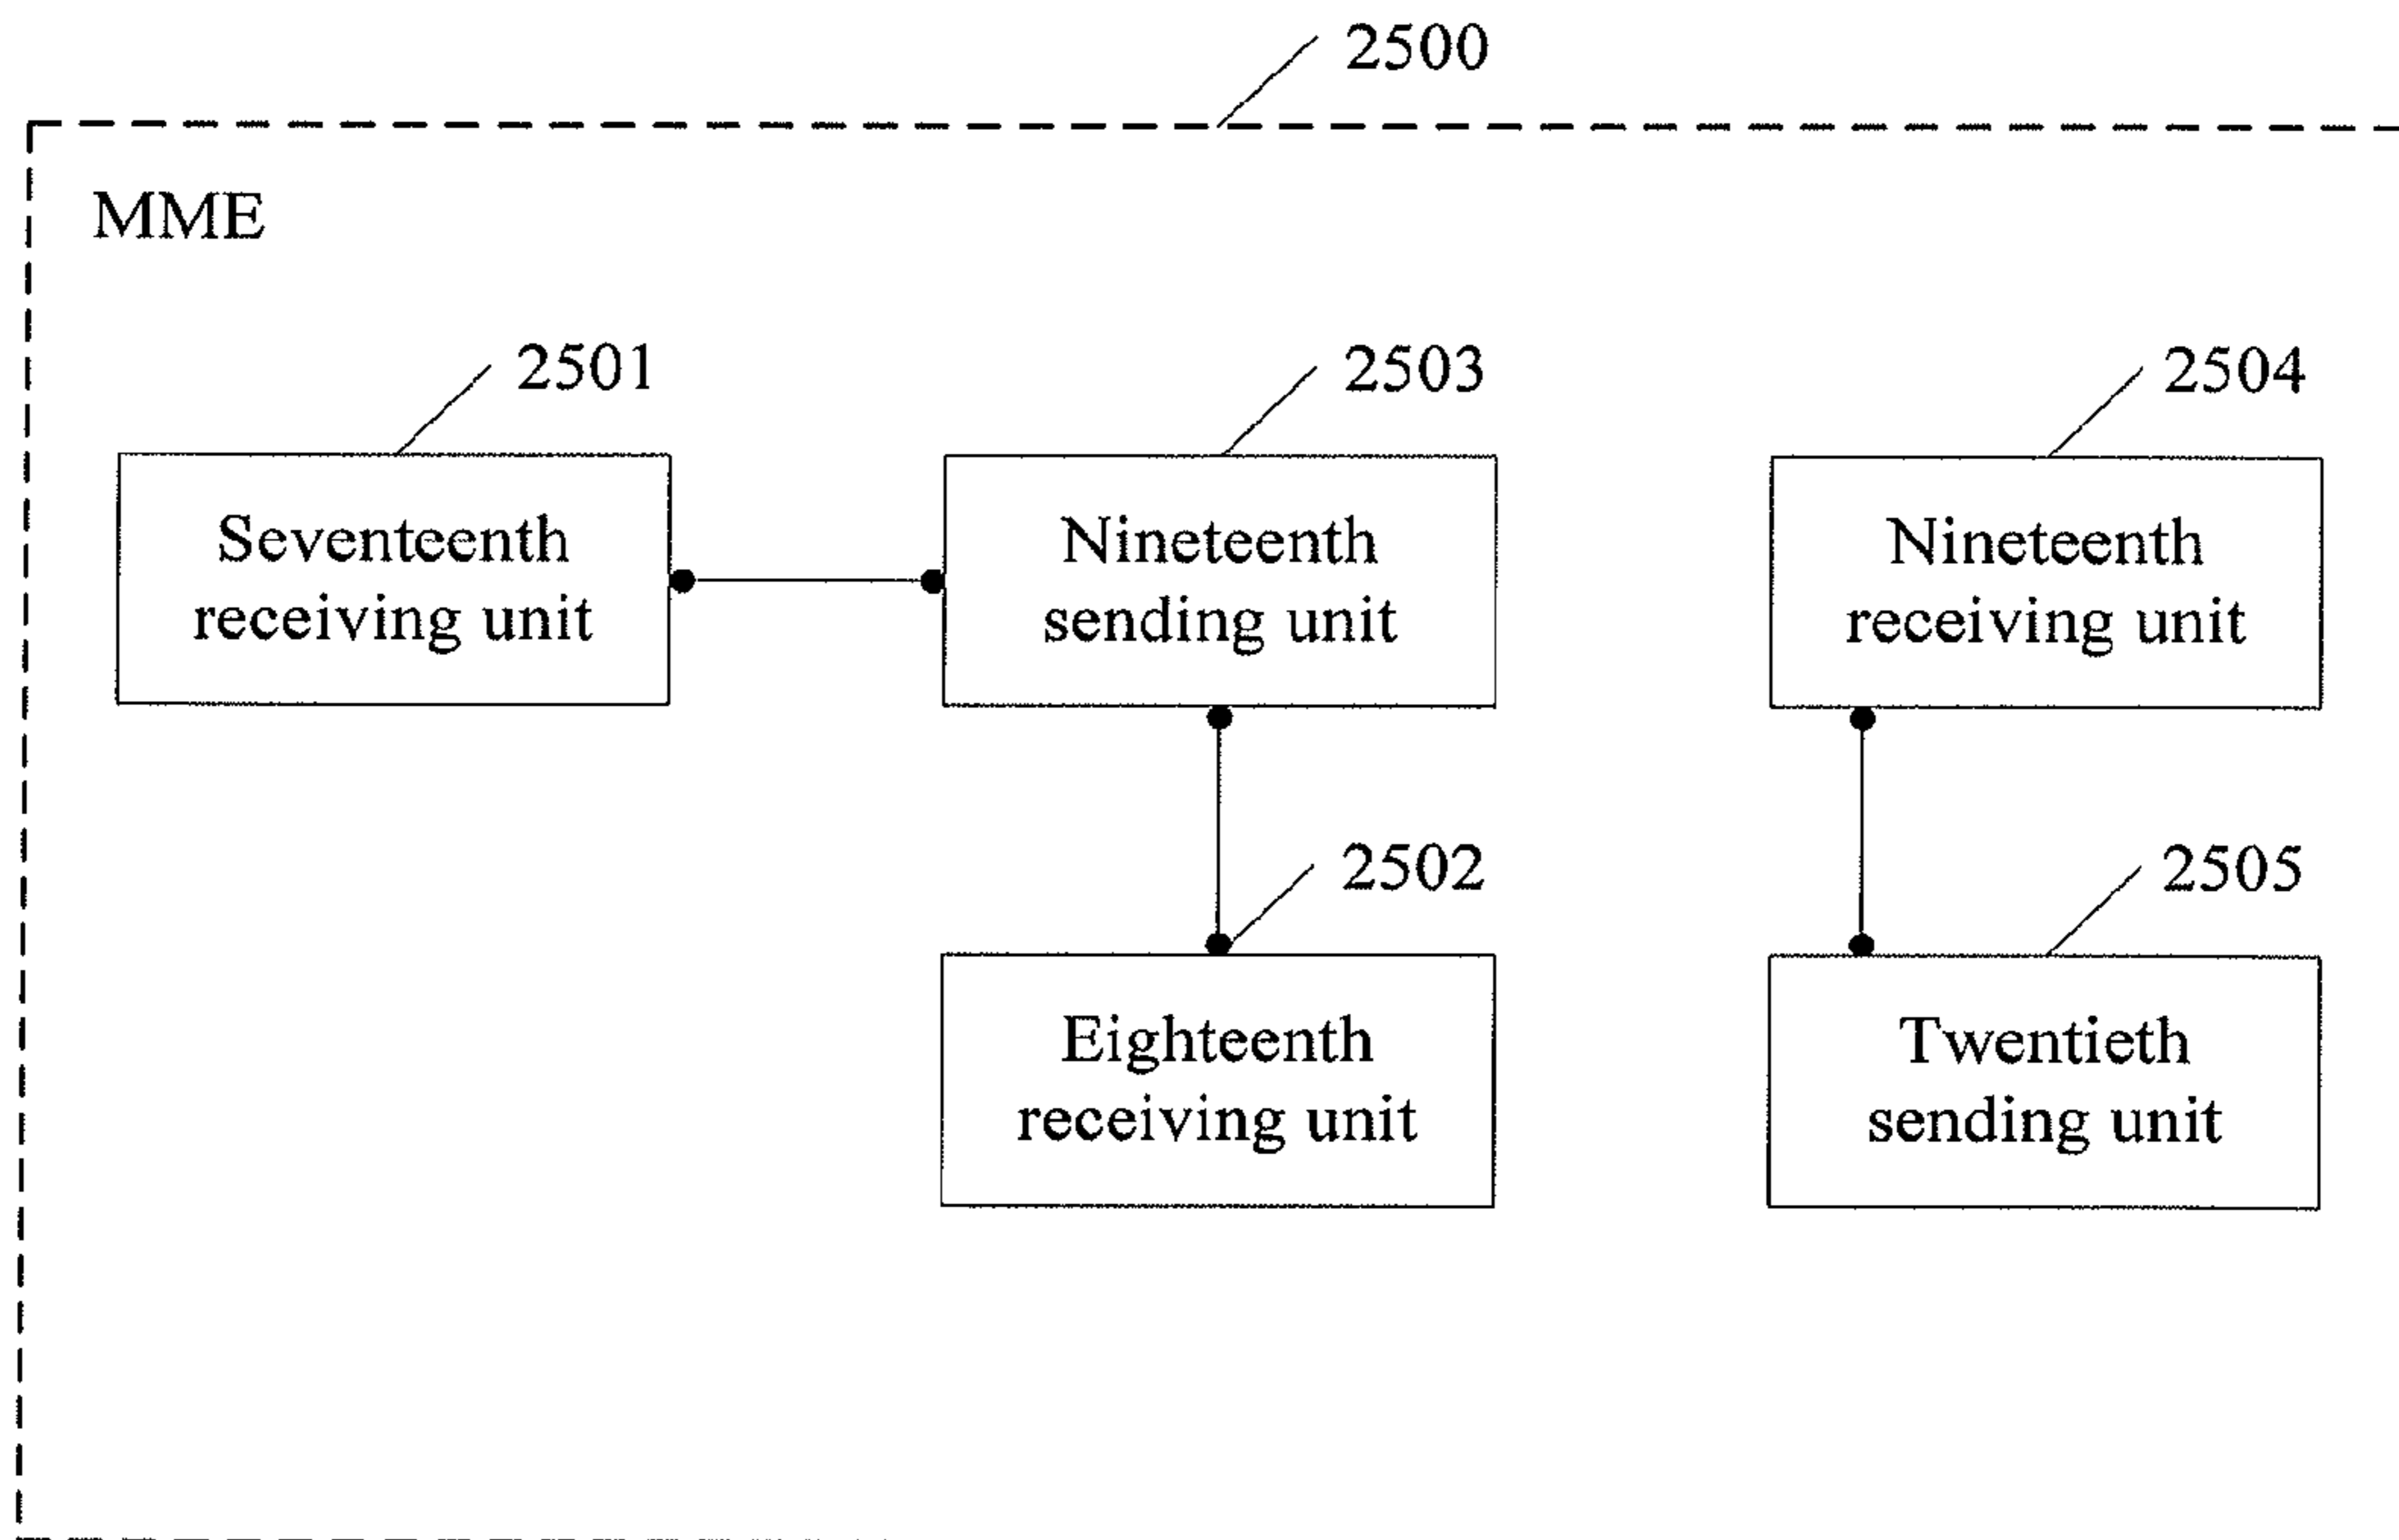 2500
MME
2501
2503
2504
Seventeenth
receiving unit
Nineteenth
sending unit
Nineteenth
receiving unit
2502
2505
Eighteenth
receiving unit
Twentieth
sending unit